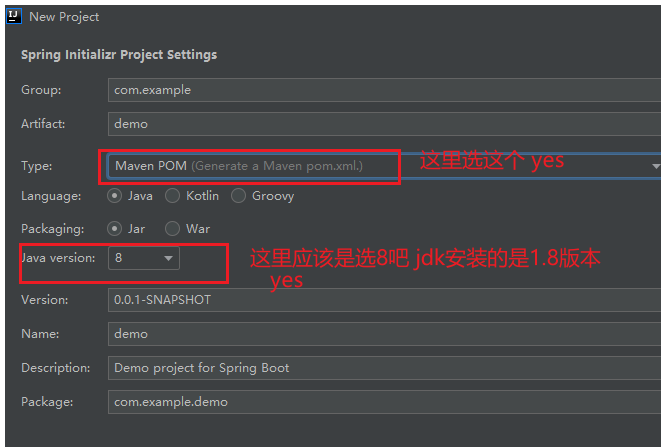 New Project
Spring Initializr Project Settings
Group: com.example
Artifact: demo
Type: Maven POM (Generate a Maven pom.xml.) 这里选这个 yes
Language: Java Kotlin Groovy
Packaging: Jar War
Java version: 8 这里应该是选8吧 jdk安装的是1.8版本
yes
Version: 0.0.1-SNAPSHOT
Name: demo
Description: Demo project for Spring Boot
Package: com.example.demo